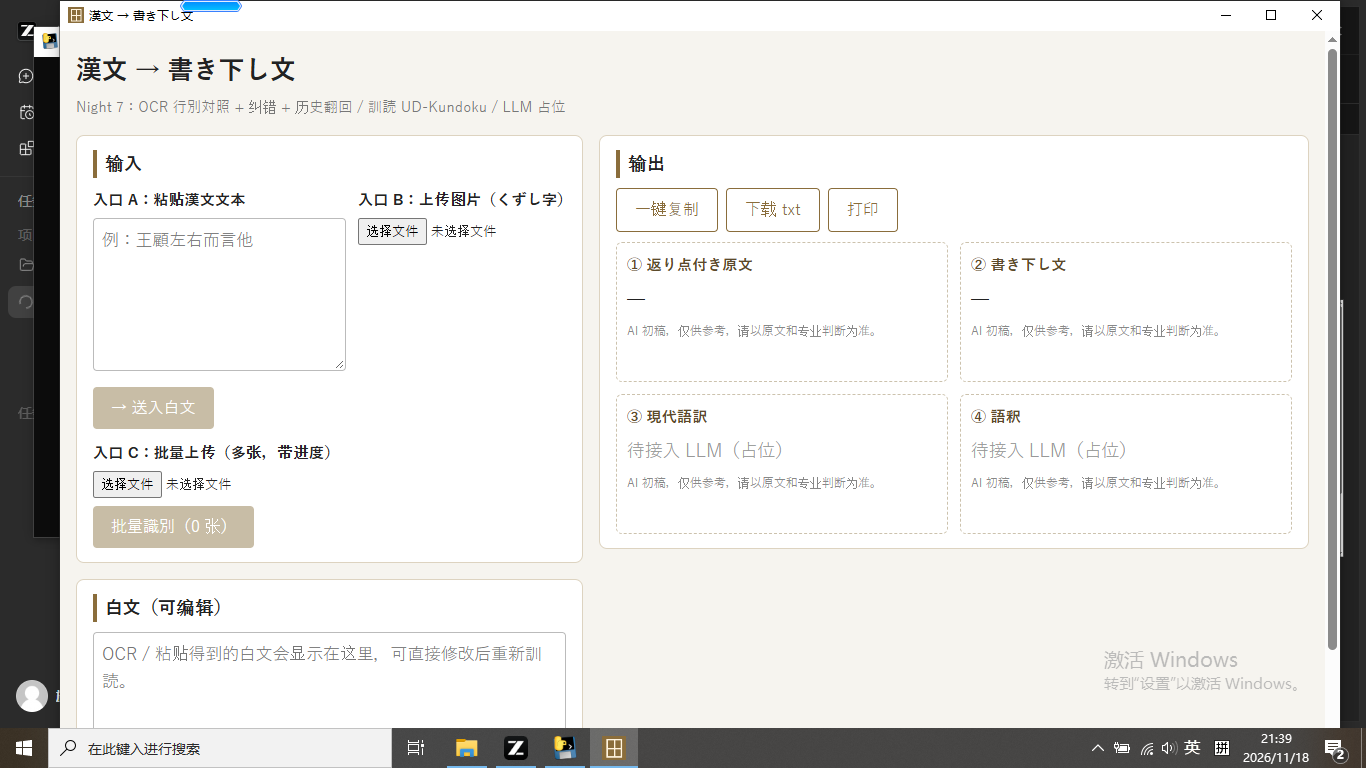 漢文 → 書き下し文
漢文 → 書き下し文
Night 7：OCR 行別対照 + 纠错 + 历史翻回 / 訓読 UD-Kundoku / LLM 占位
输入
入口 A：粘贴漢文文本
例：王顧左右而言他
→ 送入白文
入口 B：上传图片（くずし字）
选择文件 未选择文件
入口 C：批量上传（多张，带进度）
选择文件 未选择文件
批量識別（0 张）
白文（可编辑）
OCR / 粘贴得到的白文会显示在这里，可直接修改后重新訓
読。
输出
一键复制
下载 txt
打印
① 返り点付き原文
—
AI 初稿，仅供参考，请以原文和专业判断为准。
② 書き下し文
—
AI 初稿，仅供参考，请以原文和专业判断为准。
③ 現代語訳
待接入 LLM（占位）
AI 初稿，仅供参考，请以原文和专业判断为准。
④ 語釈
待接入 LLM（占位）
AI 初稿，仅供参考，请以原文和专业判断为准。
激活 Windows
转到"设置"以激活 Windows。
任
项
任
在此键入进行搜索
英
拼
21:39
2026/11/18
2